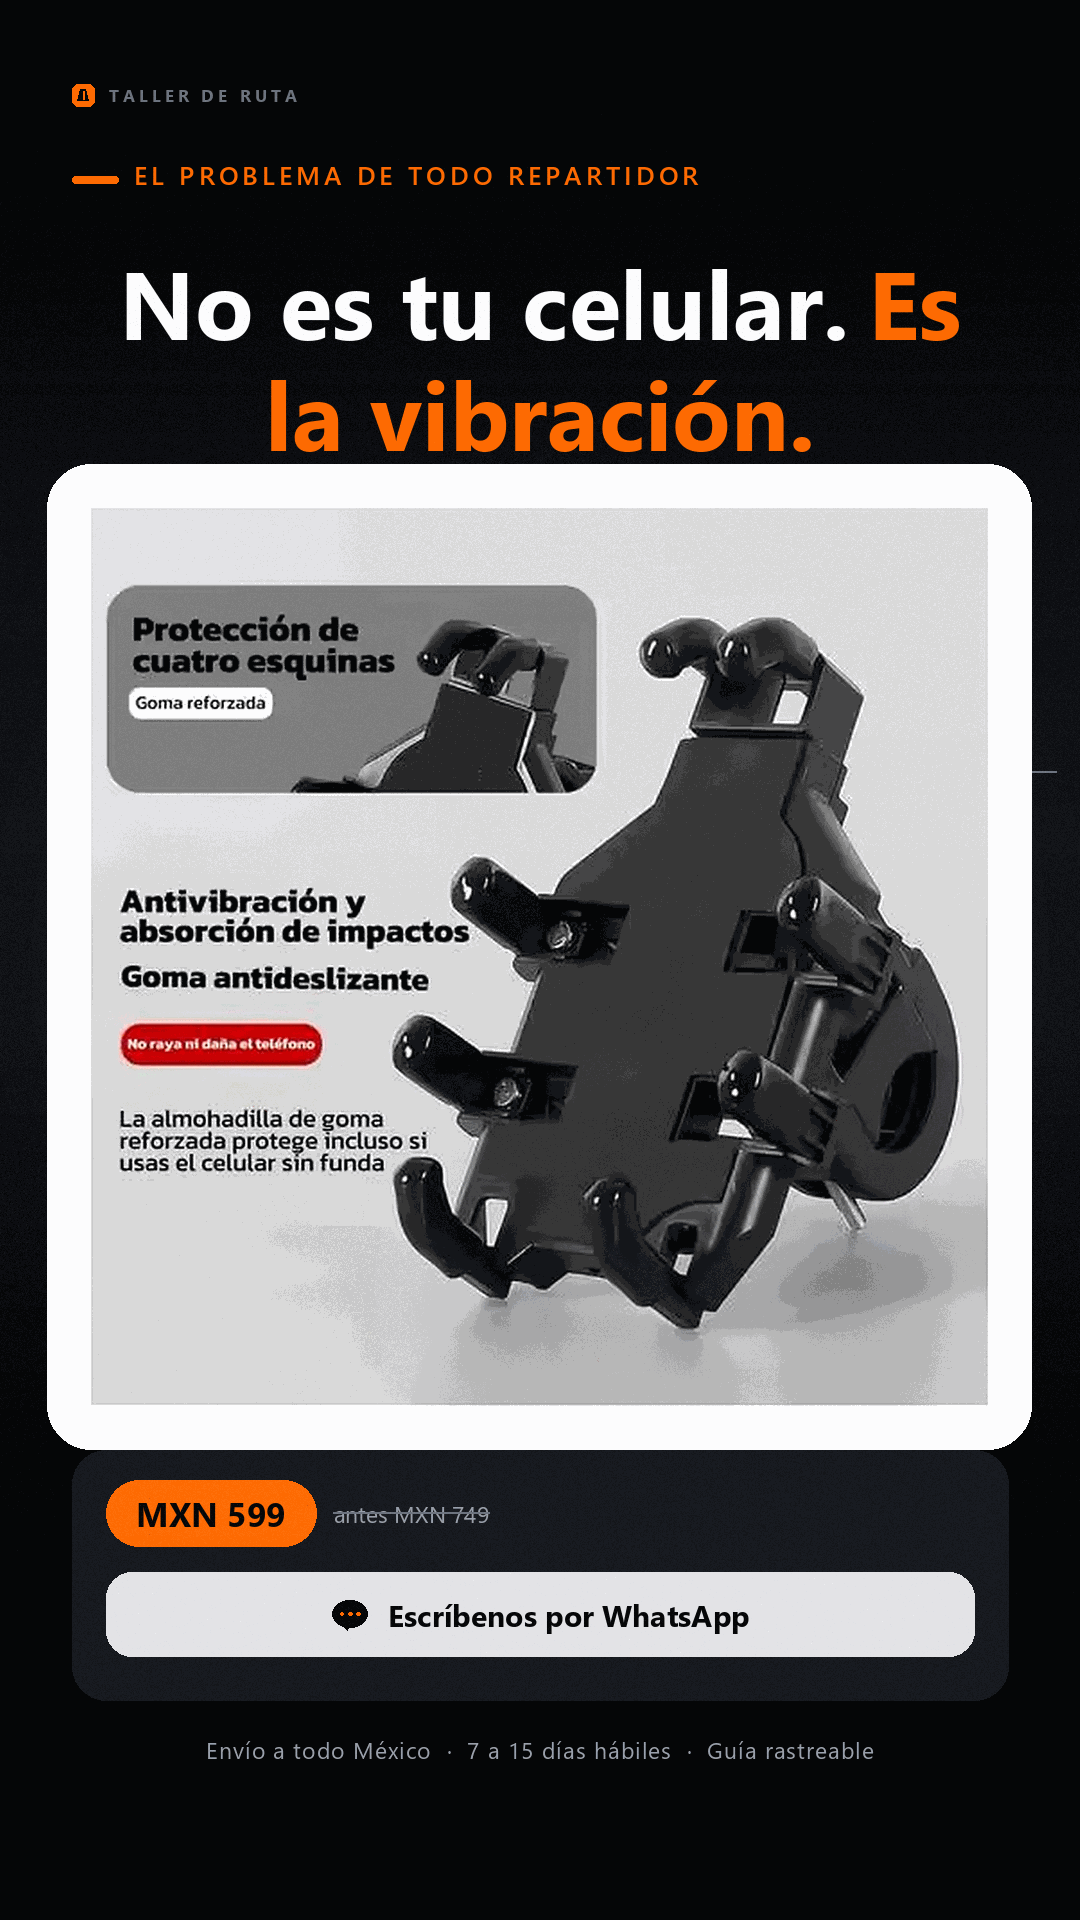 TALLER DE RUTA
EL PROBLEMA DE TODO REPARTIDOR
No es tu celular. Es
la vibración.
Protección de
cuatro esquinas
Goma reforzada
Antivibración y
absorción de impactos
Goma antideslizante
No raya ni daña el teléfono
La almohadilla de goma
reforzada protege incluso si
usas el celular sin funda
MXN 599 antes MXN 749
Escríbenos por WhatsApp
Envío a todo México · 7 a 15 días hábiles · Guía rastreable